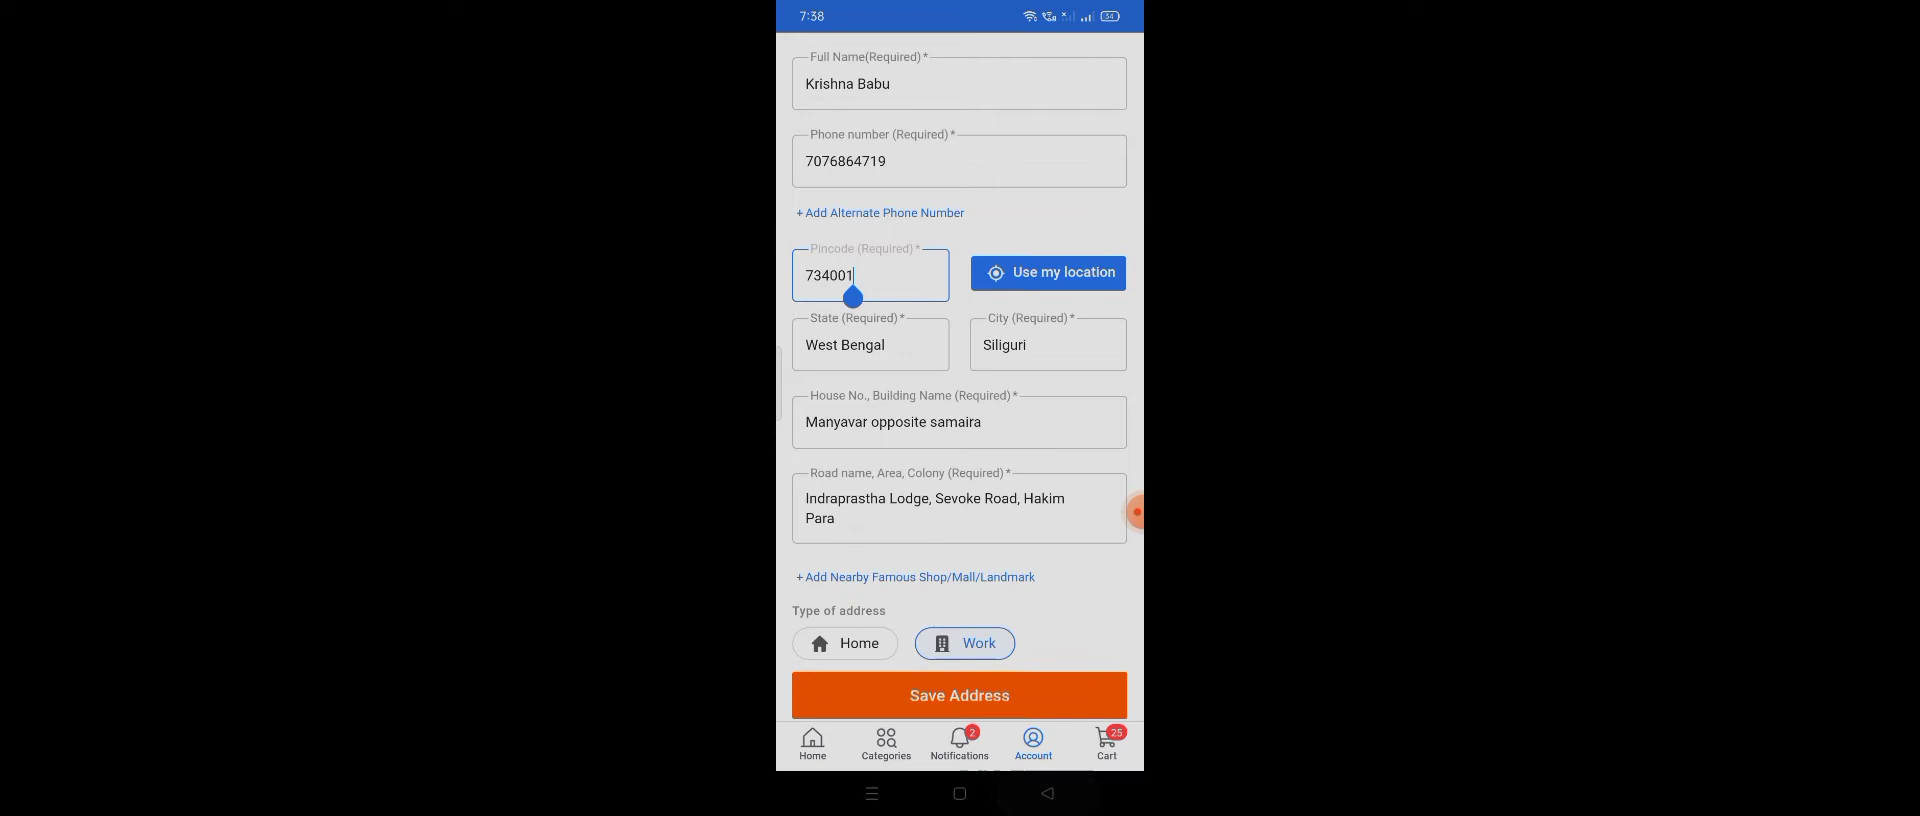 7:38
34
Full Name(Required) *
Krishna Babu
Phone number (Required) *
7076864719
+ Add Alternate Phone Number
Pincode (Required) *
734001
Use my location
State (Required) *
City (Required) *
West Bengal
Siliguri
House No., Building Name (Required) *
Manyavar opposite samaira
Road name, Area, Colony (Required) *
Indraprastha Lodge, Sevoke Road, Hakim
Para
+ Add Nearby Famous Shop/Mall/Landmark
Type of address
Home
Work
Save Address
2
25
Home
Categories
Notifications
Account
Cart